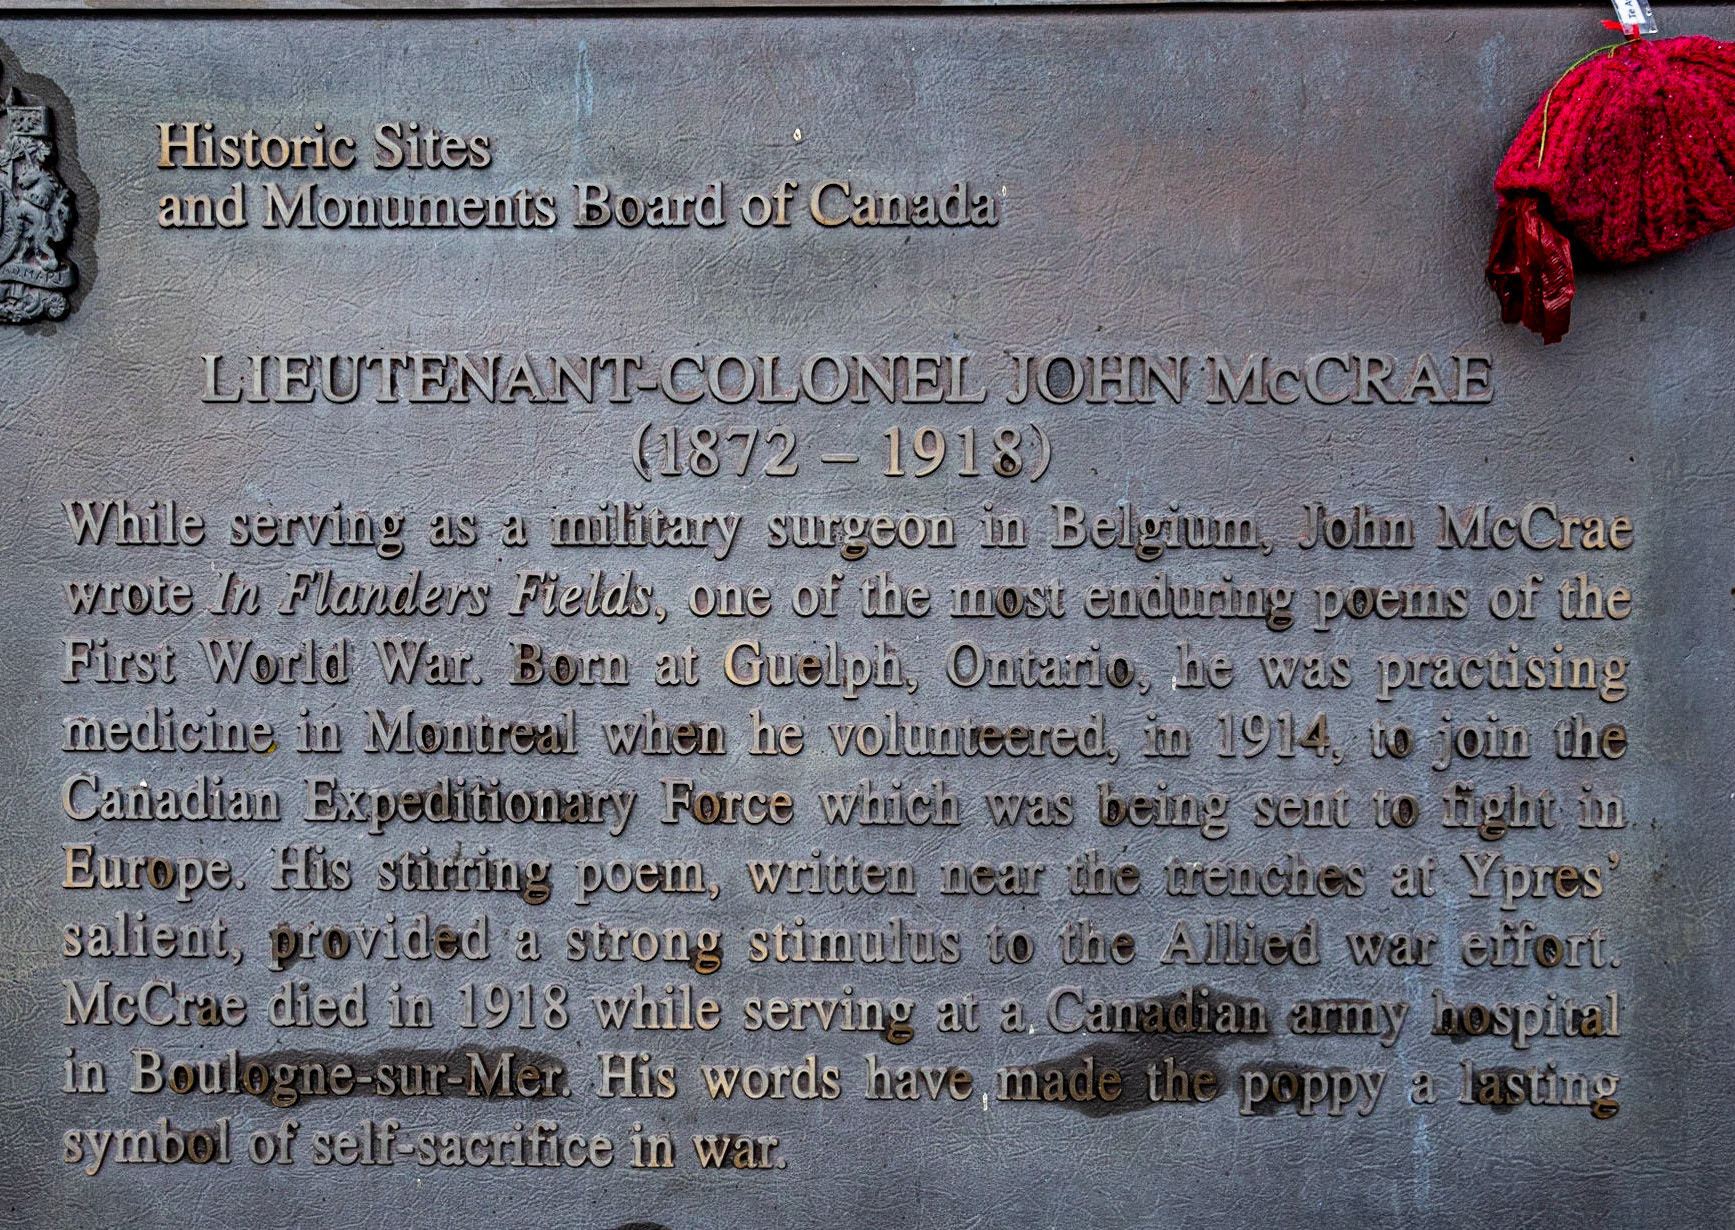 Historic Sites
and Monuments Board of Canada
LIEUTENANT-COLONEL JOHN McCRAE
(1872 – 1918)
While serving as a military surgeon in Belgium, John McCrae
wrote In Flanders Fields, one of the most enduring poems of the
First World War. Born at Guelph, Ontario, he was practising
medicine in Montreal when he volunteered, in 1914, to join the
Canadian Expeditionary Force which was being sent to fight in
Europe. His stirring poem, written near the trenches at Ypres’
salient, provided a strong stimulus to the Allied war effort.
McCrae died in 1918 while serving at a Canadian army hospital
in Boulogne-sur-Mer. His words have made the poppy a lasting
symbol of self-sacrifice in war.